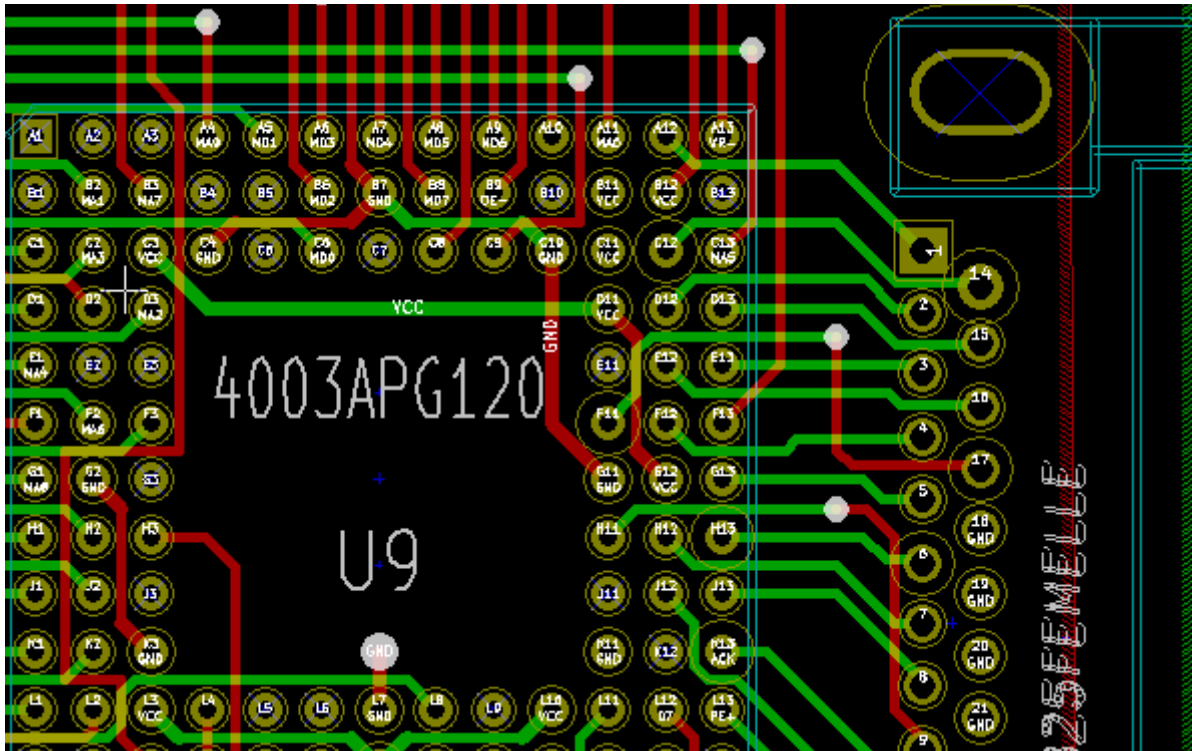 A1 A2 A3 A4 A5 A6 A7 A8 A9 A10 A11 A12 A13
MA0 MD1 MD3 MD4 MD5 MD6 VR-
B1 B2 B3 B4 B5 B6 B7 B8 B9 B10 B11 B12 B13
MA1 MA7 MD2 GND MD7 OE- VCC VCC
C1 C2 C3 C4 C6 C7 C8 C9 C10 C11 C12 C13
MA3 VCC GND MD0 GND VCC MA5
D1 D2 D3 D11 D12 D13
MA2 VCC VCC
GND
E1 E2 E3 E11 E12 E13
MA4
4003APG120
F1 F2 F3 F11 F12 F13
MA6
G1 G2 G3 G11 G12 G13
GND GND VCC
H1 H2 H3 H11 H12 H13
U9
J1 J2 J3 J11 J12 J13
K1 K2 K3 GND K11 K12 K13
GND GND ACK
L1 L2 L3 L4 L5 L6 L7 L8 L9 L10 L11 L12 L13
VCC GND VCC D7 PE+
1
14
2
15
3
16
4
17
5
18
GND
6
19
GND
7
20
GND
8
21
GND
9